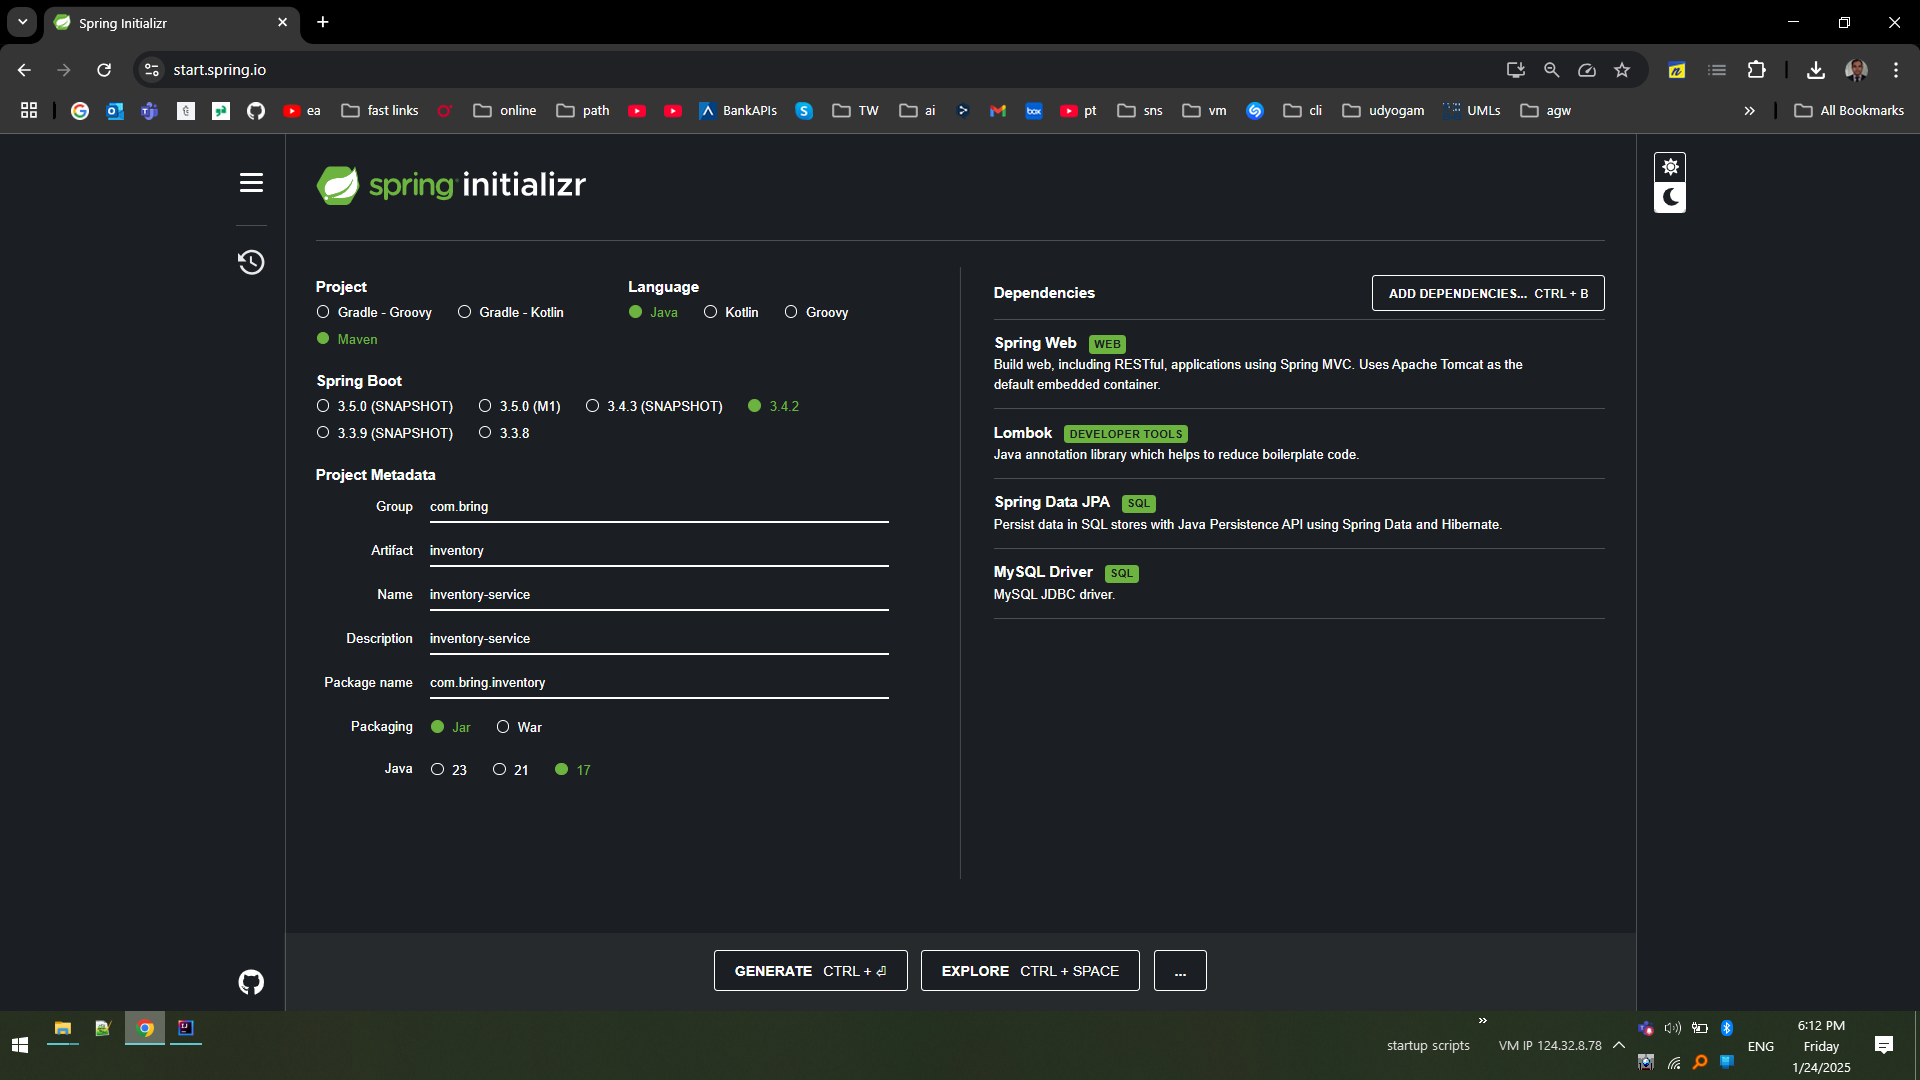 Spring Initializr
start.spring.io
ea
fast links
online
path
BankAPIs
TW
ai
pt
sns
vm
cli
udyogam
UMLs
agw
»
All Bookmarks
spring initializr
Project
Gradle - Groovy
Gradle - Kotlin
Maven
Language
Java
Kotlin
Groovy
Spring Boot
3.5.0 (SNAPSHOT)
3.5.0 (M1)
3.4.3 (SNAPSHOT)
3.4.2
3.3.9 (SNAPSHOT)
3.3.8
Project Metadata
Group
com.bring
Artifact
inventory
Name
inventory-service
Description
inventory-service
Package name
com.bring.inventory
Packaging
Jar
War
Java
23
21
17
Dependencies
ADD DEPENDENCIES... CTRL + B
Spring Web WEB
Build web, including RESTful, applications using Spring MVC. Uses Apache Tomcat as the
default embedded container.
Lombok DEVELOPER TOOLS
Java annotation library which helps to reduce boilerplate code.
Spring Data JPA SQL
Persist data in SQL stores with Java Persistence API using Spring Data and Hibernate.
MySQL Driver SQL
MySQL JDBC driver.
GENERATE CTRL + ⏎
EXPLORE CTRL + SPACE
...
»
startup scripts
VM IP 124.32.8.78
ENG
6:12 PM
Friday
1/24/2025